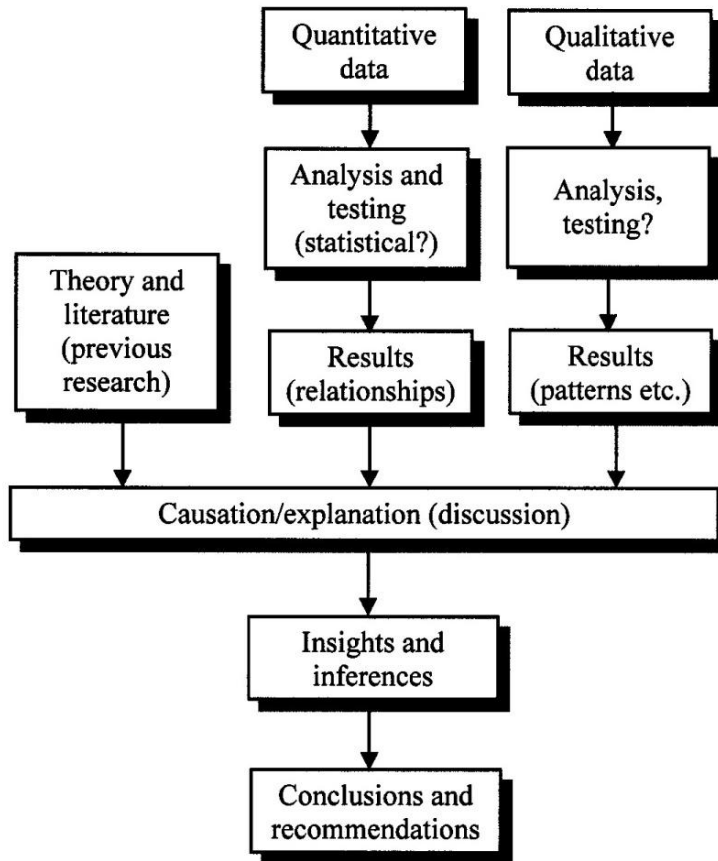 Quantitative
data
Qualitative
data
Analysis and
testing
(statistical?)
Analysis,
testing?
Theory and
literature
(previous
research)
Results
(relationships)
Results
(patterns etc.)
Causation/explanation (discussion)
Insights and
inferences
Conclusions and
recommendations